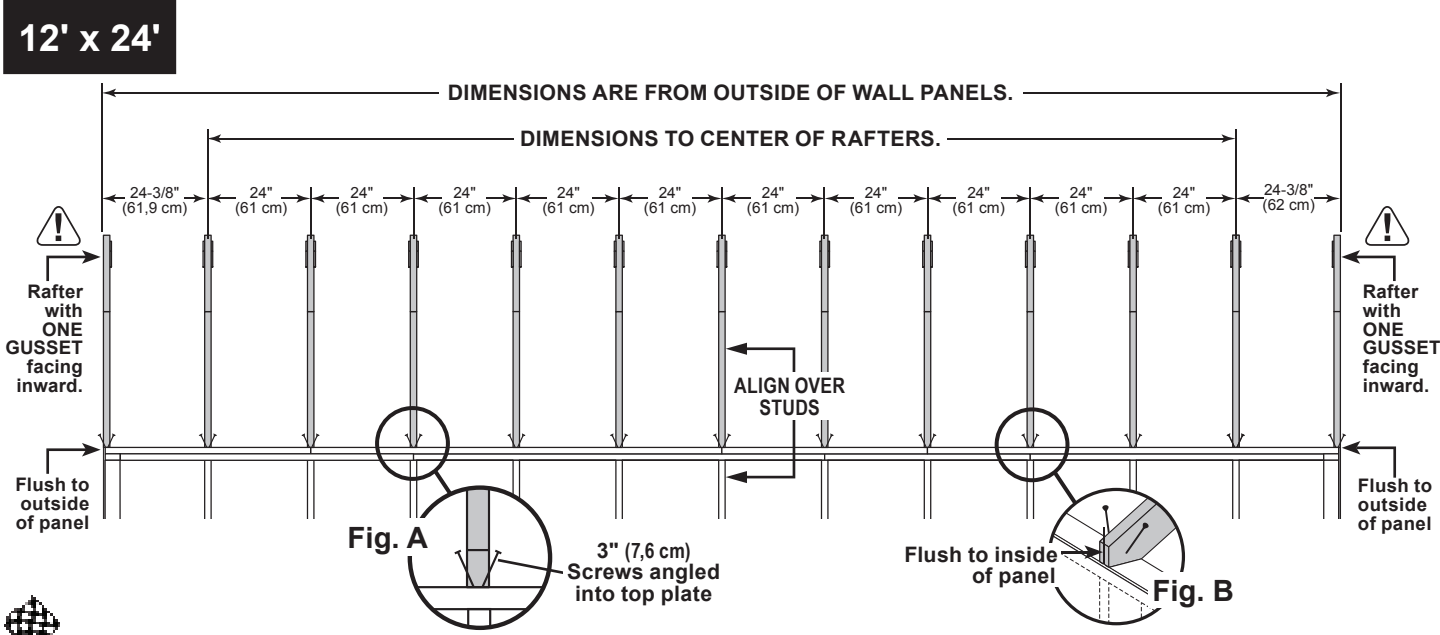 12' x 24'
DIMENSIONS ARE FROM OUTSIDE OF WALL PANELS.
DIMENSIONS TO CENTER OF RAFTERS.
24-3/8" 24" 24" 24" 24" 24" 24" 24" 24" 24" 24" 24-3/8"
(61,9 cm) (61 cm) (61 cm) (61 cm) (61 cm) (61 cm) (61 cm) (61 cm) (61 cm) (61 cm) (61 cm) (62 cm)
Rafter
with
ONE
GUSSET
facing
inward.
Rafter
with
ONE
GUSSET
facing
inward.
ALIGN OVER
STUDS
Flush to
outside
of panel
Flush to
outside
of panel
Fig. A
3" (7,6 cm)
Screws angled
into top plate
Flush to inside
of panel
Fig. B